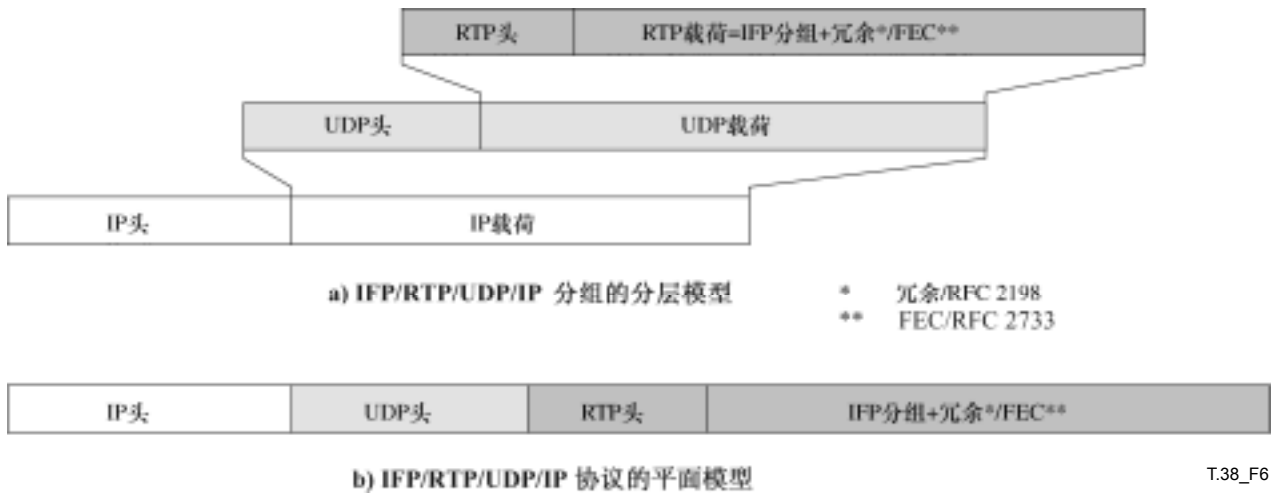 RTP头 RTP载荷=IFP分组+冗余*/FEC**
UDP头 UDP载荷
IP头 IP载荷
a) IFP/RTP/UDP/IP 分组的分层模型
* 冗余/RFC 2198
** FEC/RFC 2733
IP头 UDP头 RTP头 IFP分组+冗余*/FEC**
b) IFP/RTP/UDP/IP 协议的平面模型
T.38_F6